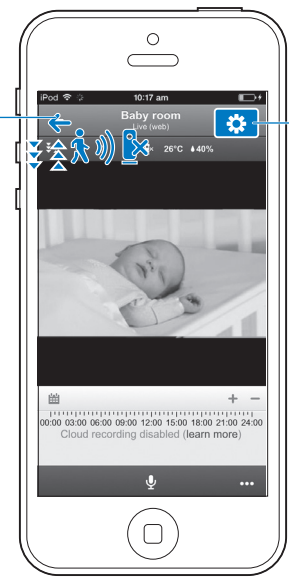 iPod 10:17 am
Baby room
Live (web)
26°C 40%
00:00 03:00 06:00 09:00 12:00 15:00 18:00 21:00 24:00
Cloud recording disabled (learn more)